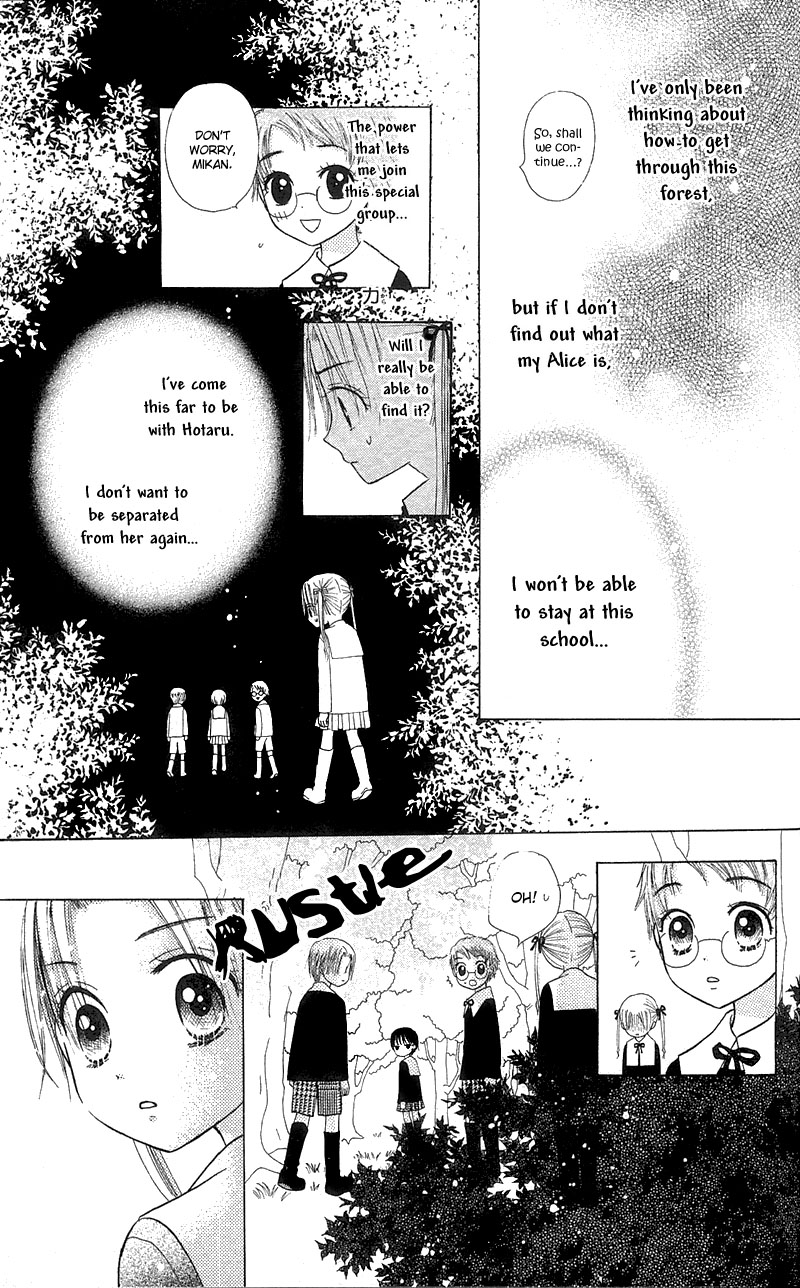 I've only been
thinking about
how to get
through this
forest,
So, shall
we con-
tinue...?
but if I don't
find out what
my Alice is,
I won't be able
to stay at this
school...
The power
that lets
me join
this special
group...
DON'T
WORRY,
MIKAN.
カ
Will I
really be
able to
find it?
I've come
this far to be
with Hotaru.
I don't want to
be separated
from her again...
OH!
RUStle